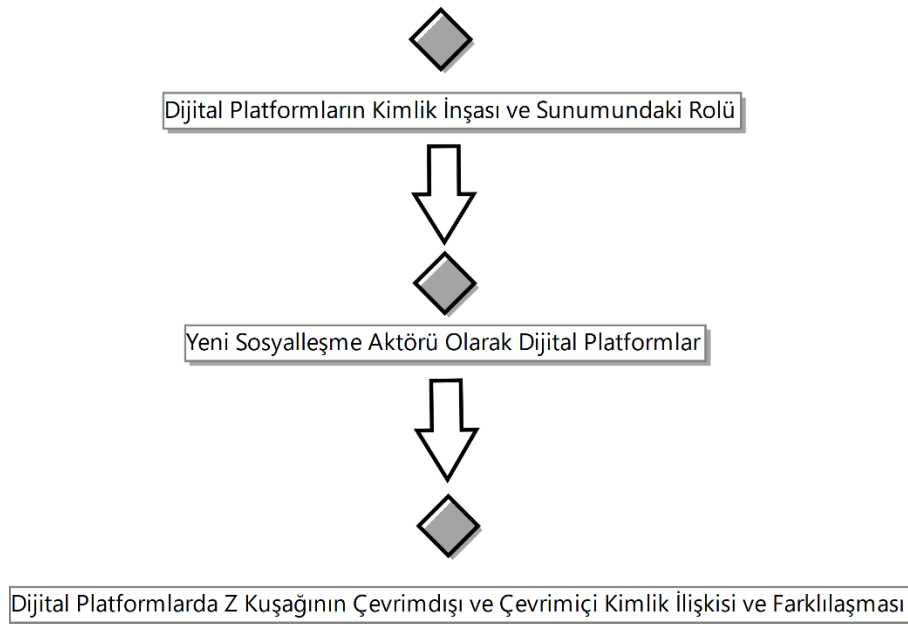 Dijital Platformların Kimlik İnşası ve Sunumundaki Rolü
Yeni Sosyalleşme Aktörü Olarak Dijital Platformlar
Dijital Platformlarda Z Kuşağının Çevrimdışı ve Çevrimiçi Kimlik İlişkisi ve Farklılaşması